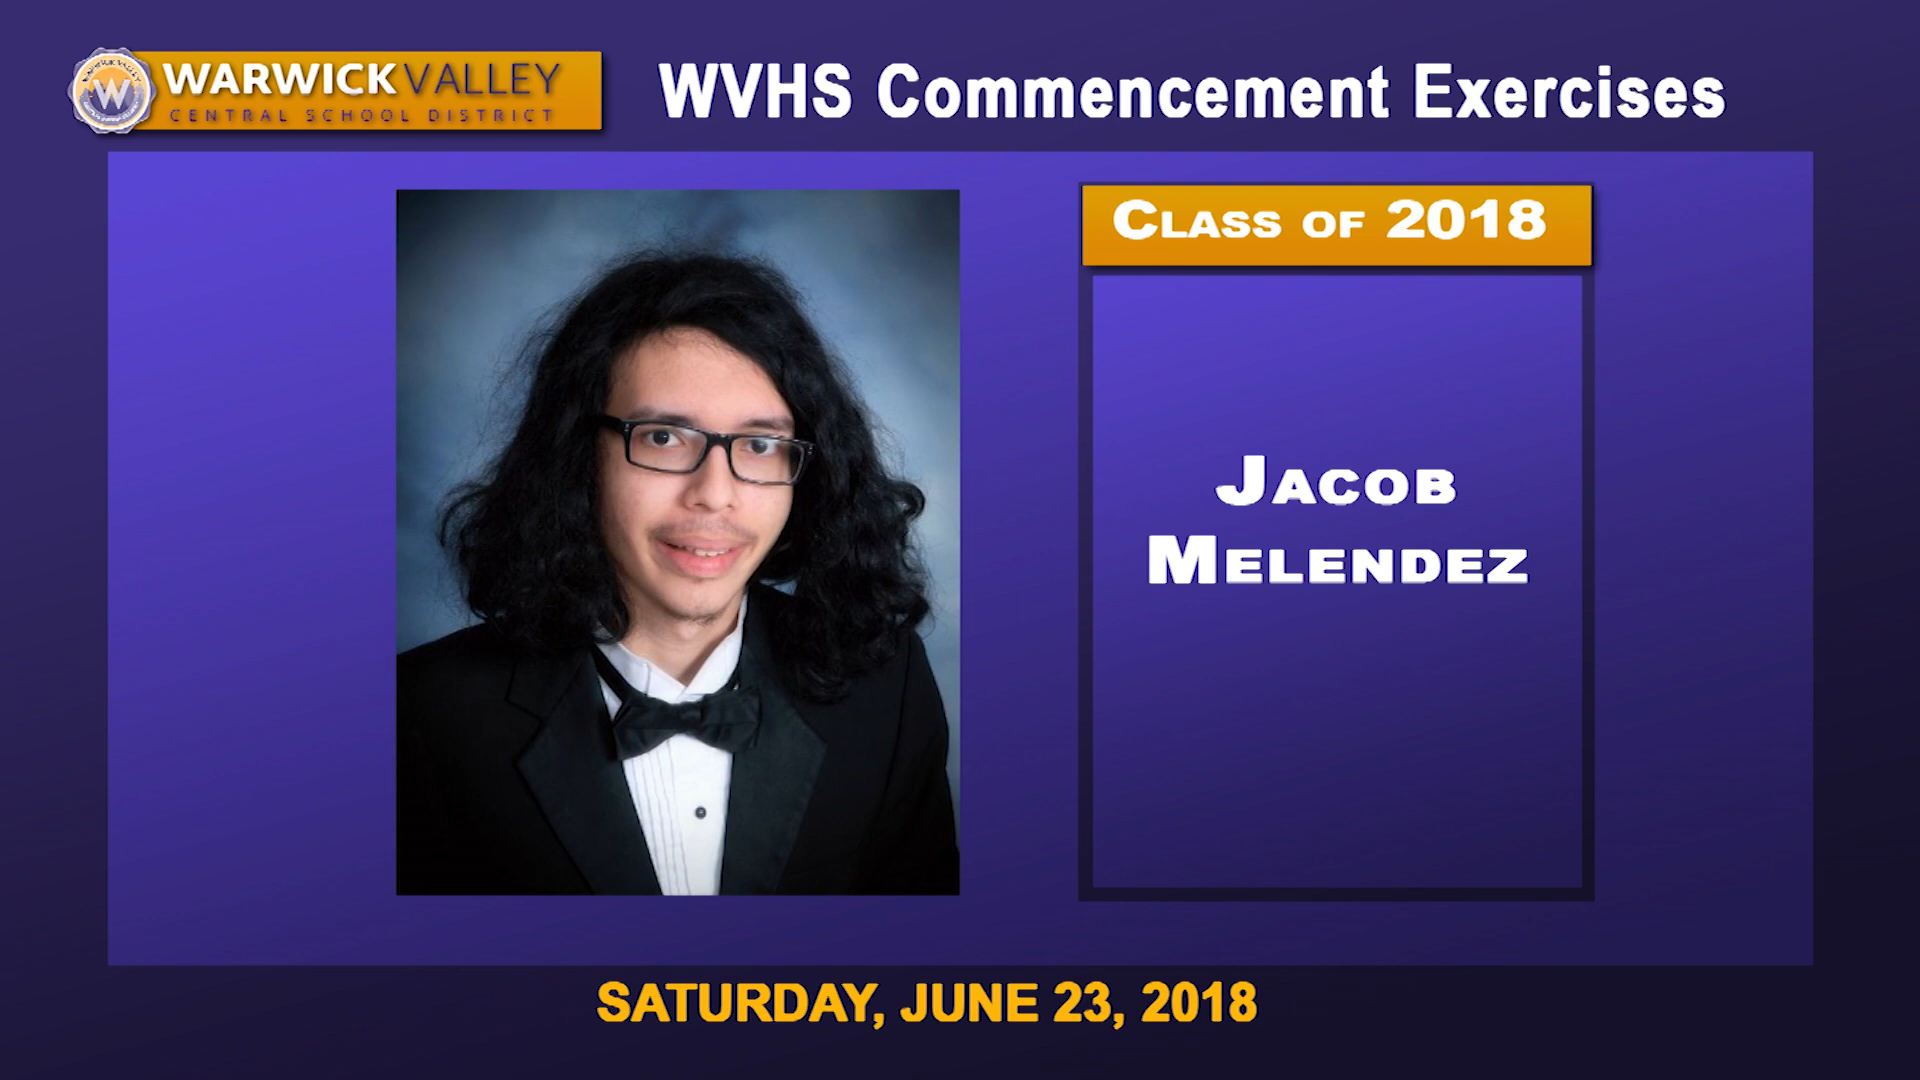 WARWICK VALLEY
CENTRAL SCHOOL DISTRICT
W
WVHS Commencement Exercises
CLASS OF 2018
JACOB
MELENDEZ
SATURDAY, JUNE 23, 2018